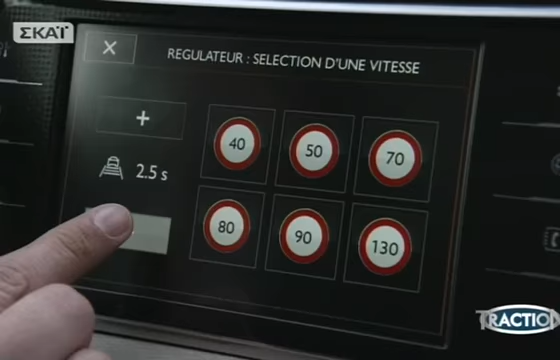 ΣΚΑΪ
X
REGULATEUR : SELECTION D'UNE VITESSE
+
40 50 70
2.5 s
80 90 130
TRACTION